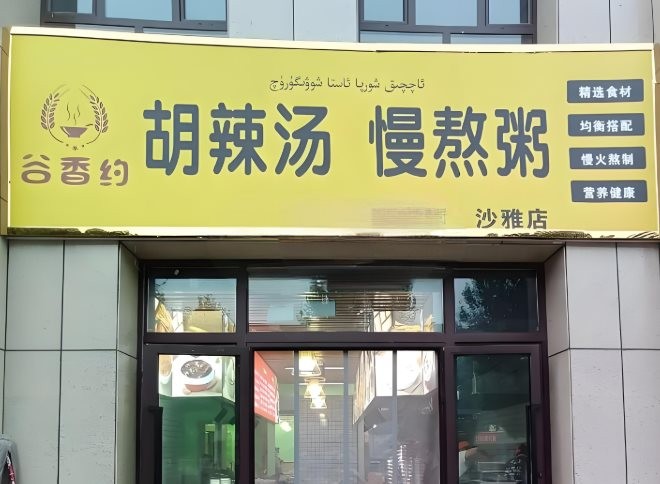 ئاچچىق شورپا ئاستا شوۋىگۈرۈچ
谷香约
胡辣汤 慢熬粥
精选食材
均衡搭配
慢火熬制
营养健康
沙雅店